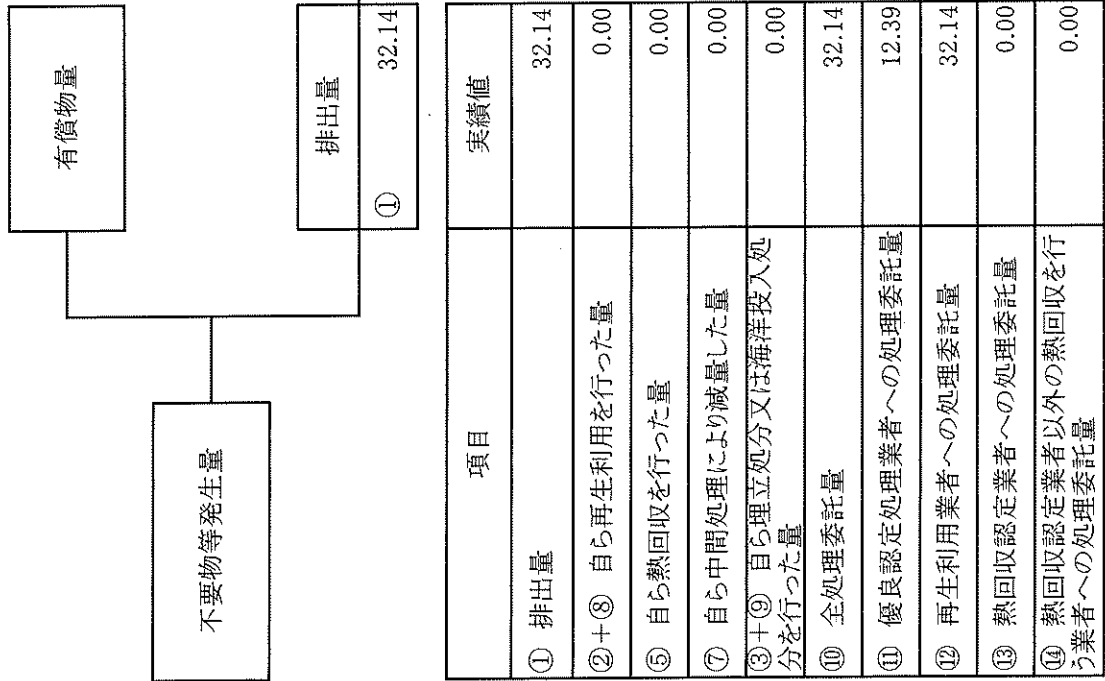 有償物量
不要物等発生量
排出量
① 32.14
項目 実績値
① 排出量 32.14
②+⑧ 自ら再生利用を行った量 0.00
⑤ 自ら熱回収を行った量 0.00
⑦ 自ら中間処理により減量した量 0.00
③+⑨ 自ら埋立処分又は海洋投入処 0.00
分を行った量
⑩ 全処理委託量 32.14
⑪ 優良認定処理業者への処理委託量 12.39
⑫ 再生利用業者への処理委託量 32.14
⑬ 熱回収認定業者への処理委託量 0.00
⑭ 熱回収認定業者以外の熱回収を行 0.00
う業者への処理委託量